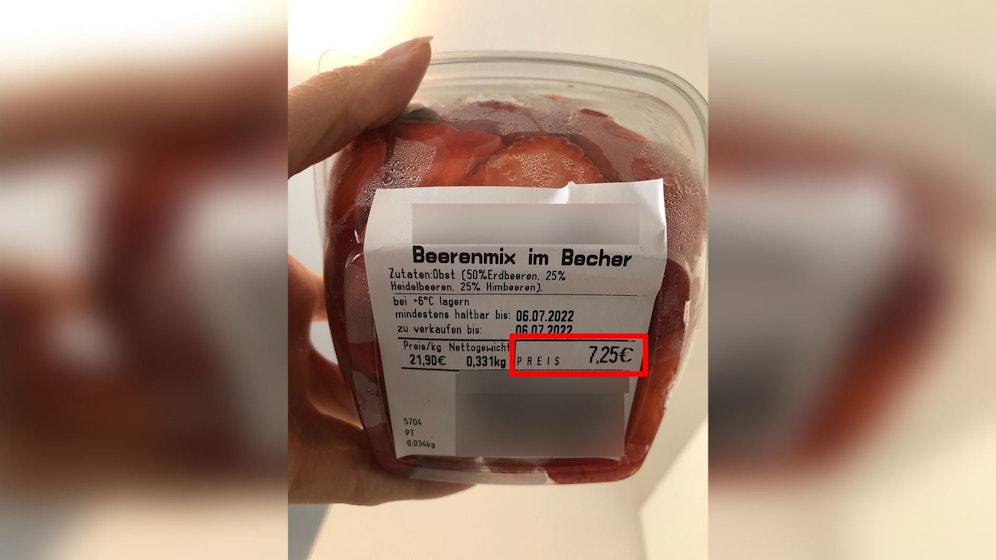 Beerenmix im Becher
Zutaten:Obst (50%Erdbeeren, 25%
Heidelbeeren, 25% Himbeeren).
bei +6°C lagern
mindestens haltbar bis: 06.07.2022
zu verkaufen bis: 06.07.2022
Preis/kg Nettogewicht
21,90€ 0,331kg PREIS 7,25€
5704
PT
0,034kg